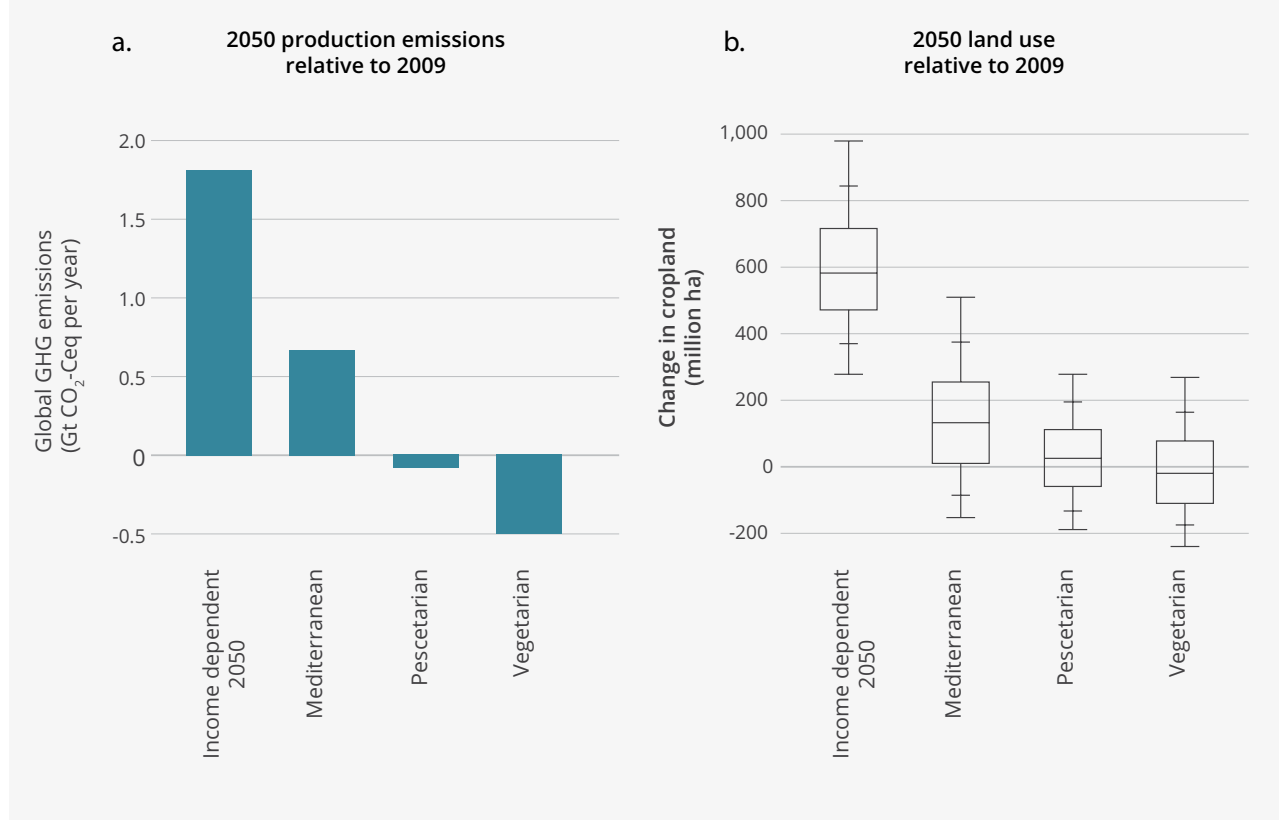 a.
2050 production emissions
relative to 2009
Global GHG emissions
(Gt CO₂-Ceq per year)
2.0
1.5
1.0
0.5
0
-0.5
Income dependent
2050
Mediterranean
Pescetarian
Vegetarian
b.
2050 land use
relative to 2009
Change in cropland
(million ha)
1,000
800
600
400
200
0
-200
Income dependent
2050
Mediterranean
Pescetarian
Vegetarian